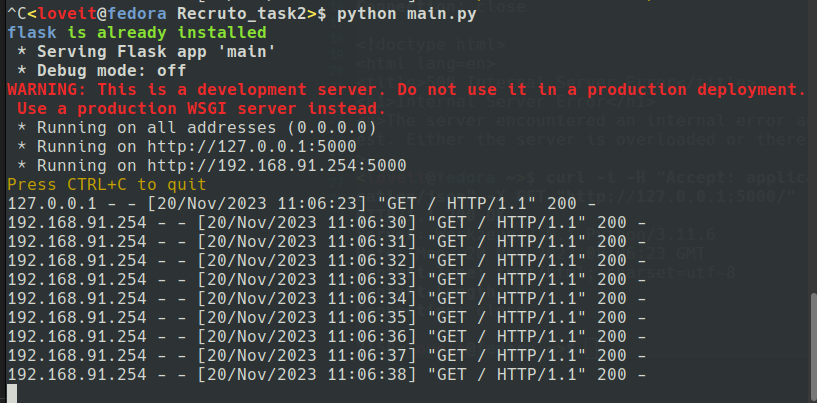 ^C<lovett@fedora Recruto_task2>$ python main.py
flask is already installed
 * Serving Flask app 'main'
 * Debug mode: off
WARNING: This is a development server. Do not use it in a production deployment.
 Use a production WSGI server instead.
 * Running on all addresses (0.0.0.0)
 * Running on http://127.0.0.1:5000
 * Running on http://192.168.91.254:5000
Press CTRL+C to quit
127.0.0.1 - - [20/Nov/2023 11:06:23] "GET / HTTP/1.1" 200 -
192.168.91.254 - - [20/Nov/2023 11:06:30] "GET / HTTP/1.1" 200 -
192.168.91.254 - - [20/Nov/2023 11:06:31] "GET / HTTP/1.1" 200 -
192.168.91.254 - - [20/Nov/2023 11:06:32] "GET / HTTP/1.1" 200 -
192.168.91.254 - - [20/Nov/2023 11:06:33] "GET / HTTP/1.1" 200 -
192.168.91.254 - - [20/Nov/2023 11:06:34] "GET / HTTP/1.1" 200 -
192.168.91.254 - - [20/Nov/2023 11:06:35] "GET / HTTP/1.1" 200 -
192.168.91.254 - - [20/Nov/2023 11:06:36] "GET / HTTP/1.1" 200 -
192.168.91.254 - - [20/Nov/2023 11:06:37] "GET / HTTP/1.1" 200 -
192.168.91.254 - - [20/Nov/2023 11:06:38] "GET / HTTP/1.1" 200 -